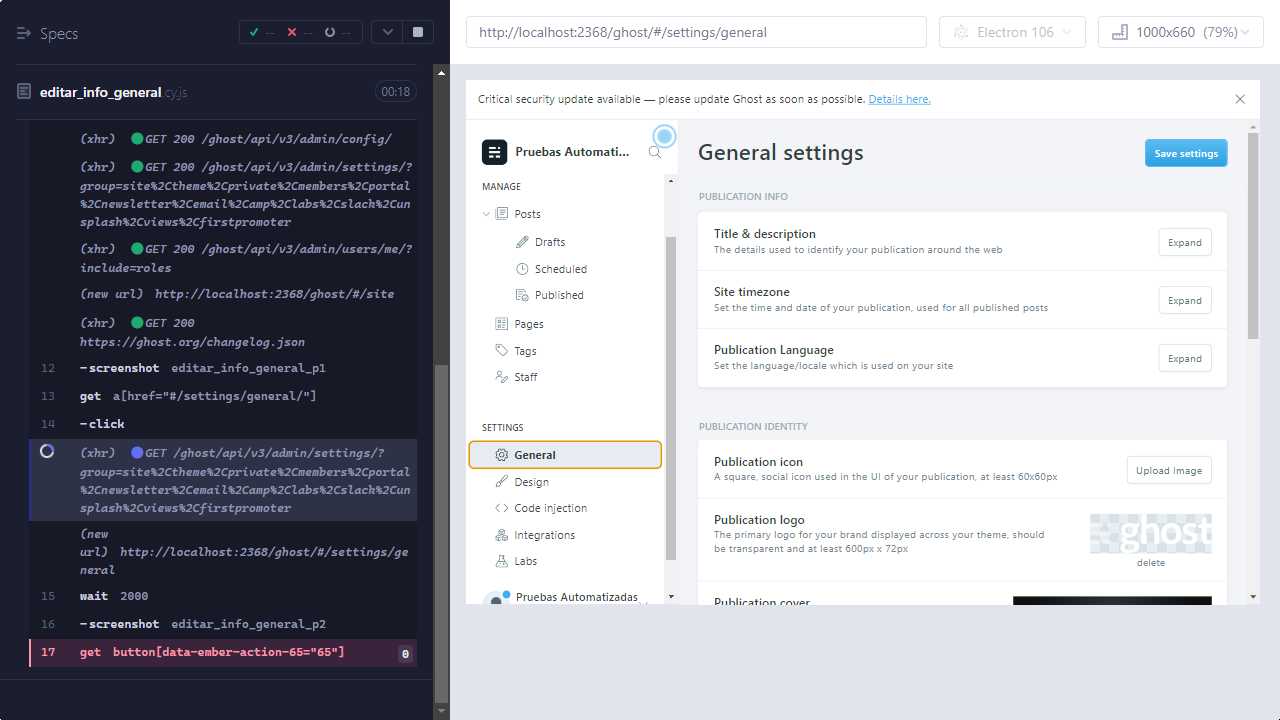 Specs
-- -- --
editar_info_general.cy.js
00:18
(xhr) GET 200 /ghost/api/v3/admin/config/
(xhr) GET 200 /ghost/api/v3/admin/settings/?
group=site%2Ctheme%2Cprivate%2Cmembers%2Cportal
%2Cnewsletter%2Cemail%2Camp%2Clabs%2Cslack%2Cun
splash%2Cviews%2Cfirstpromoter
(xhr) GET 200 /ghost/api/v3/admin/users/me/?
include=roles
(new url) http://localhost:2368/ghost/#/site
(xhr) GET 200
https://ghost.org/changelog.json
12 -screenshot editar_info_general_p1
13 get a[href="#/settings/general/"]
14 -click
(xhr) GET /ghost/api/v3/admin/settings/?
group=site%2Ctheme%2Cprivate%2Cmembers%2Cportal
%2Cnewsletter%2Cemail%2Camp%2Clabs%2Cslack%2Cun
splash%2Cviews%2Cfirstpromoter
(new
url) http://localhost:2368/ghost/#/settings/ge
neral
15 wait 2000
16 -screenshot editar_info_general_p2
17 get button[data-ember-action-65="65"] 0
http://localhost:2368/ghost/#/settings/general
Electron 106
1000x660 (79%)
Critical security update available — please update Ghost as soon as possible. Details here.
Pruebas Automati...
MANAGE
Posts
Drafts
Scheduled
Published
Pages
Tags
Staff
SETTINGS
General
Design
Code injection
Integrations
Labs
Pruebas Automatizadas
General settings
Save settings
PUBLICATION INFO
Title & description
The details used to identify your publication around the web
Expand
Site timezone
Set the time and date of your publication, used for all published posts
Expand
Publication Language
Set the language/locale which is used on your site
Expand
PUBLICATION IDENTITY
Publication icon
A square, social icon used in the UI of your publication, at least 60x60px
Upload Image
Publication logo
The primary logo for your brand displayed across your theme, should
be transparent and at least 600px x 72px
ghost
delete
Publication cover